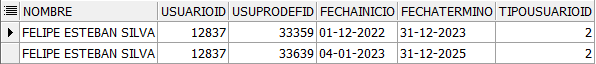 NOMBRE USUARIOID USUPRODEFID FECHAINICIO FECHATERMINO TIPOUSUARIOID
FELIPE ESTEBAN SILVA 12837 33359 01-12-2022 31-12-2023 2
FELIPE ESTEBAN SILVA 12837 33639 04-01-2023 31-12-2025 2